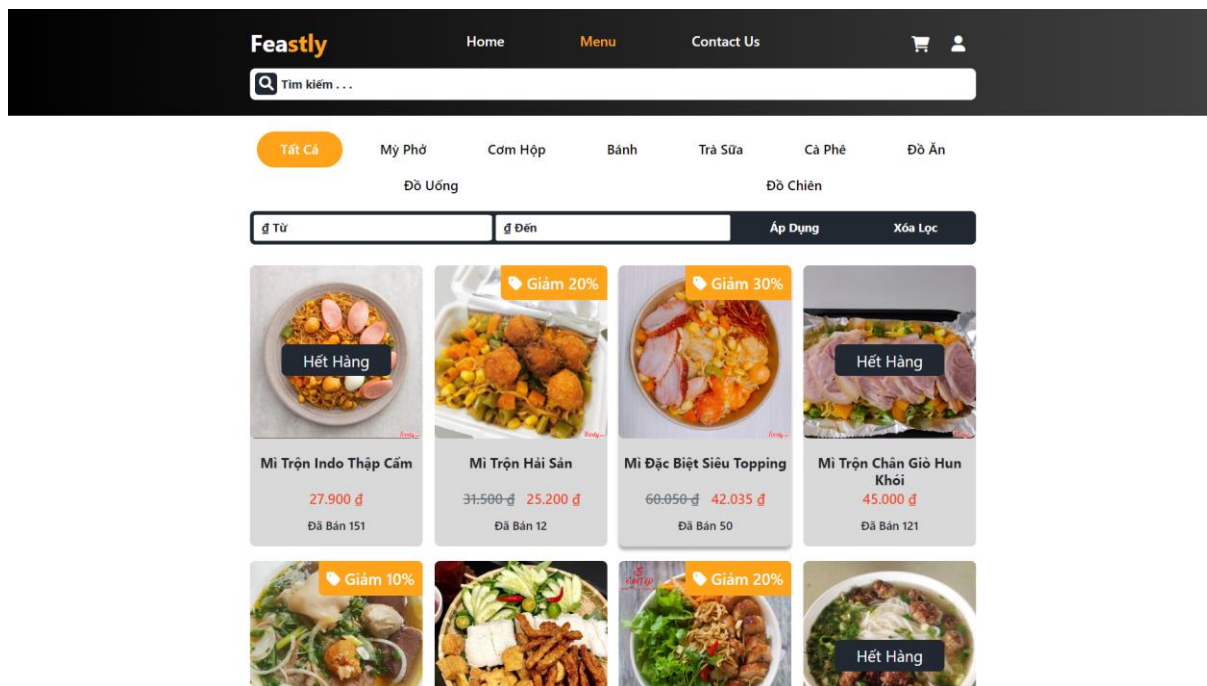 Feastly
Home Menu Contact Us
Tìm kiếm . . .
Tất Cả Mỳ Phở Cơm Hộp Bánh Trà Sữa Cà Phê Đồ Ăn
Đồ Uống Đồ Chiên
₫ Từ ₫ Đến Áp Dụng Xóa Lọc
Giảm 20% Giảm 30%
Hết Hàng Hết Hàng
Mì Trộn Indo Thập Cẩm Mì Trộn Hải Sản Mì Đặc Biệt Siêu Topping Mì Trộn Chân Giò Hun
Khói
27.900 ₫ 31.500 ₫ 25.200 ₫ 60.050 ₫ 42.035 ₫ 45.000 ₫
Đã Bán 151 Đã Bán 12 Đã Bán 50 Đã Bán 121
Giảm 10% Giảm 20%
Hết Hàng